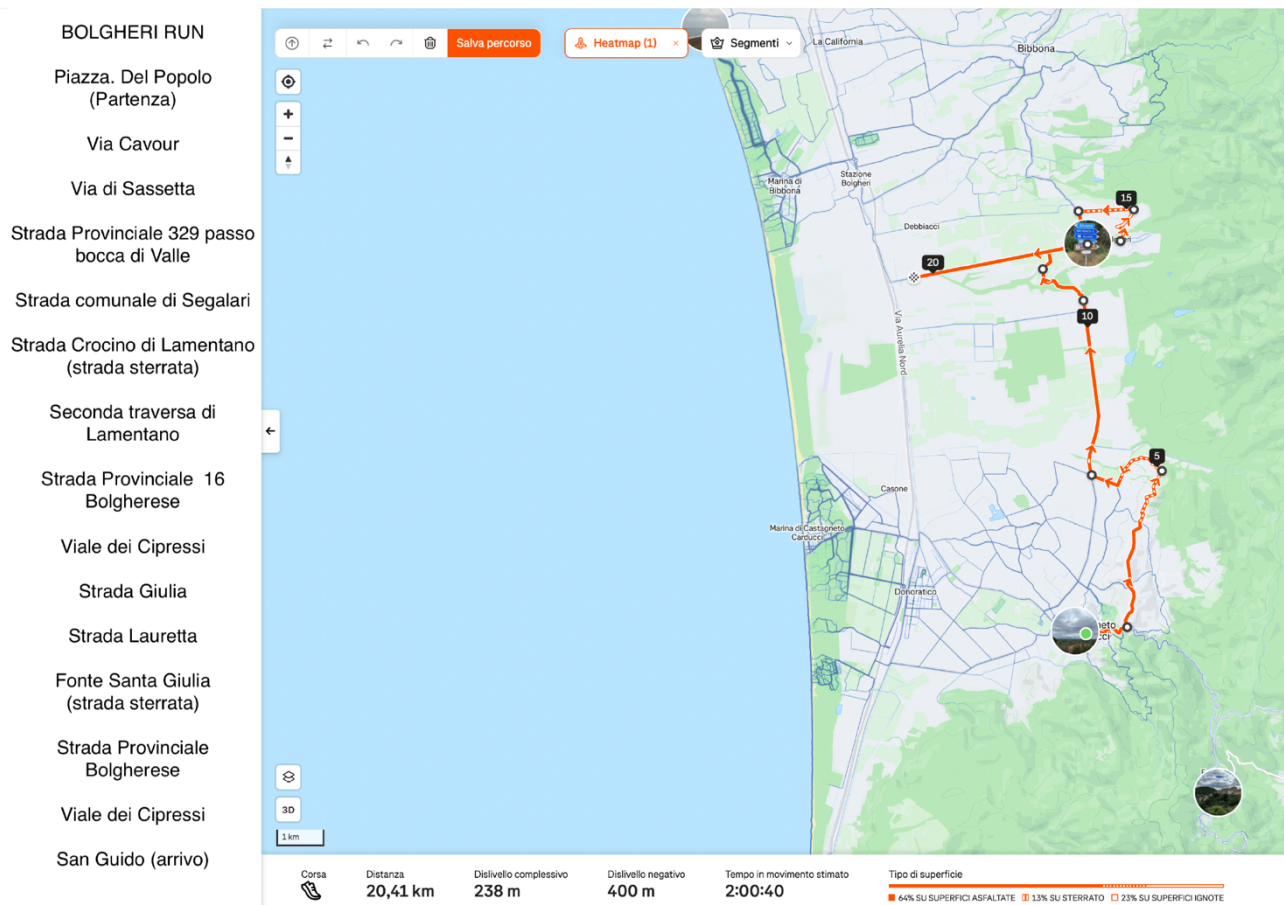 BOLGHERI RUN
Piazza. Del Popolo
(Partenza)
Via Cavour
Via di Sassetta
Strada Provinciale 329 passo
bocca di Valle
Strada comunale di Segalari
Strada Crocino di Lamentano
(strada sterrata)
Seconda traversa di
Lamentano
Strada Provinciale 16
Bolgherese
Viale dei Cipressi
Strada Giulia
Strada Lauretta
Fonte Santa Giulia
(strada sterrata)
Strada Provinciale
Bolgherese
Viale dei Cipressi
San Guido (arrivo)
Salva percorso
Heatmap (1) ×
Segmenti
La California
Bibbona
Marina di
Bibbona
Stazione
Bolgheri
Debbiacci
15
20
10
Via Aurelia Nord
5
Casone
Marina di Castagneto
Carducci
Donoratico
3D
1 km
Corsa
Distanza
20,41 km
Dislivello complessivo
238 m
Dislivello negativo
400 m
Tempo in movimento stimato
2:00:40
Tipo di superficie
64% SU SUPERFICI ASFALTATE
13% SU STERRATO
23% SU SUPERFICI IGNOTE